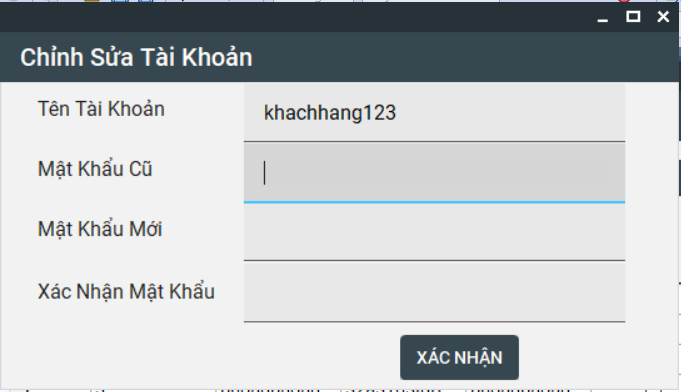 Chỉnh Sửa Tài Khoản
Tên Tài Khoản
khachhang123
Mật Khẩu Cũ
Mật Khẩu Mới
Xác Nhận Mật Khẩu
XÁC NHẬN